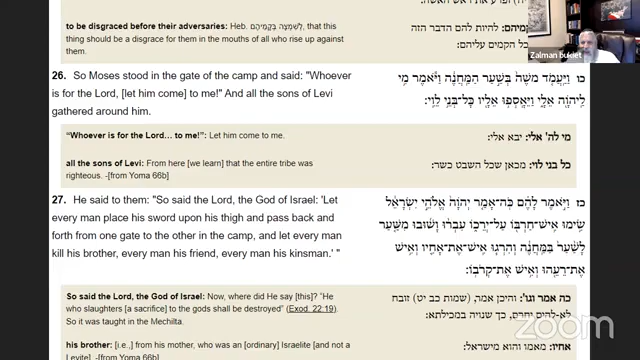 to be disgraced before their adversaries: Heb. לְשִׁמְצָה בְּקָמֵיהֶם, that this
thing should be a disgrace for them in the mouths of all who rise up against
them.
להיות להם הדבר הזה
כל הקמים עליהם:
Zalman Bukiet
26. So Moses stood in the gate of the camp and said: "Whoever
is for the Lord, [let him come] to me!" And all the sons of Levi
gathered around him.
כו וַיַּעֲמֹד משֶׁה בְּשַׁעַר הַמַּחֲנֶה וַיֹּאמֶר מִי
לַיהֹוָה אֵלָי וַיֵּאָסְפוּ אֵלָיו כָּל־בְּנֵי לֵוִי:
“Whoever is for the Lord… to me!”: Let him come to me.
מי לה' אלי: יבא אלי:
all the sons of Levi: From here [we learn] that the entire tribe was
righteous. -[from Yoma 66b]
כל בני לוי: מכאן שכל השבט כשר:
27. He said to them: "So said the Lord, the God of Israel: 'Let
every man place his sword upon his thigh and pass back and
forth from one gate to the other in the camp, and let every man
kill his brother, every man his friend, every man his kinsman.' "
כז וַיֹּאמֶר לָהֶם כֹּה־אָמַר יְהֹוָה אֱלֹהֵי יִשְׂרָאֵל
שִׂימוּ אִישׁ־חַרְבּוֹ עַל־יְרֵכוֹ עִבְרוּ וָשׁוּבוּ מִשַּׁעַר
לָשַׁעַר בַּמַּחֲנֶה וְהִרְגוּ אִישׁ־אֶת־אָחִיו וְאִישׁ
אֶת־רֵעֵהוּ וְאִישׁ אֶת־קְרֹבוֹ:
So said the Lord, the God of Israel: Now, where did He say [this]? “He
who slaughters [a sacrifice] to the gods shall be destroyed” (Exod. 22:19).
So it was taught in the Mechilta.
כה אמר וגו': והיכן אמר, (שמות כב יט) זובח
לא-להים יחרם, כך שנויה במכילתא:
his brother: [i.e.,] from his mother, who was an [ordinary] Israelite [and not a
Levite]. -[from Yoma 66b]
אחיו: מאמו והוא מישראל:
zoom